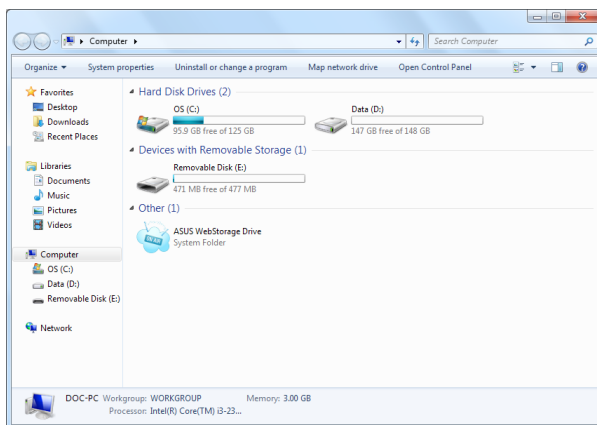 Computer
Search Computer
Organize
System properties
Uninstall or change a program
Map network drive
Open Control Panel
Favorites
Desktop
Downloads
Recent Places
Libraries
Documents
Music
Pictures
Videos
Computer
OS (C:)
Data (D:)
Removable Disk (E:)
Network
Hard Disk Drives (2)
OS (C:)
95.9 GB free of 125 GB
Data (D:)
147 GB free of 148 GB
Devices with Removable Storage (1)
Removable Disk (E:)
471 MB free of 477 MB
Other (1)
ASUS WebStorage Drive
System Folder
DOC-PC Workgroup: WORKGROUP Memory: 3.00 GB
Processor: Intel(R) Core(TM) i3-23...